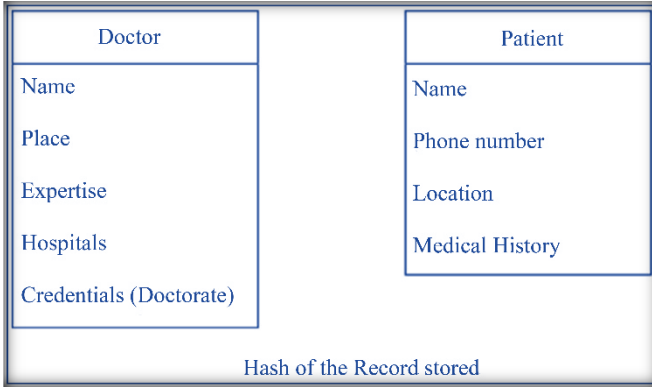 Doctor
Name
Place
Expertise
Hospitals
Credentials (Doctorate)
Patient
Name
Phone number
Location
Medical History
Hash of the Record stored